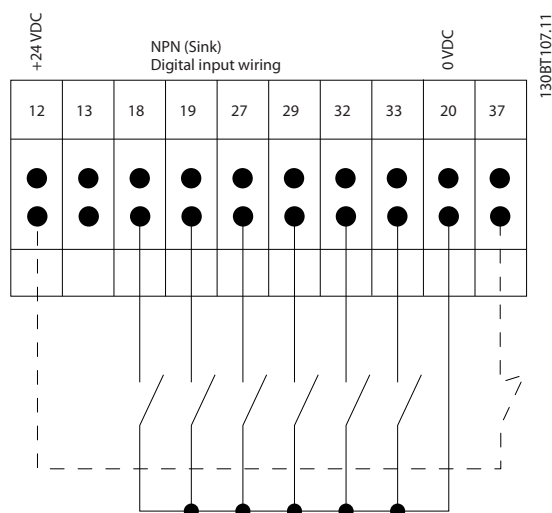 +24 VDC
NPN (Sink)
Digital input wiring
0 VDC
130BT107.11
12 13 18 19 27 29 32 33 20 37